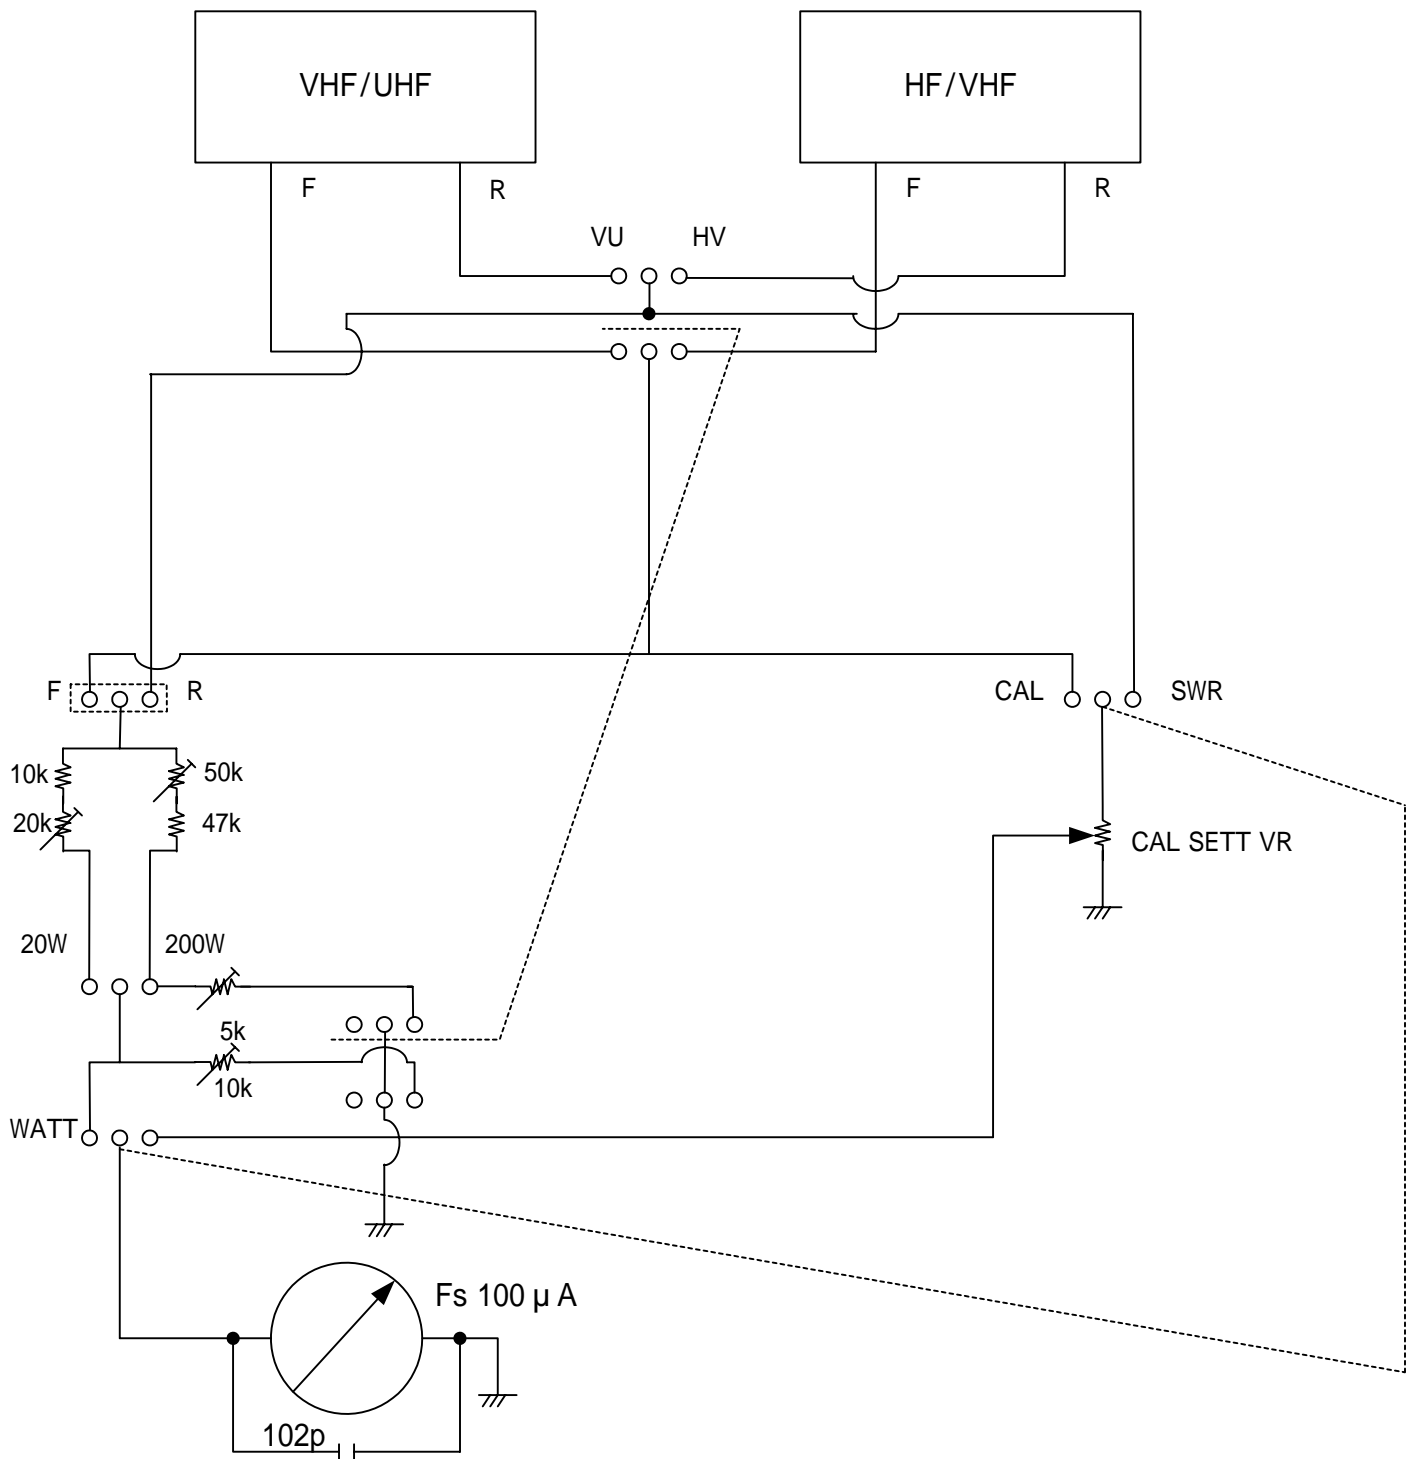 VHF/UHF
HF/VHF
F
R
F
R
VU
HV
F
R
CAL
SWR
10k
50k
20k
47k
CAL SETT VR
20W
200W
5k
10k
WATT
Fs 100 μ A
102p